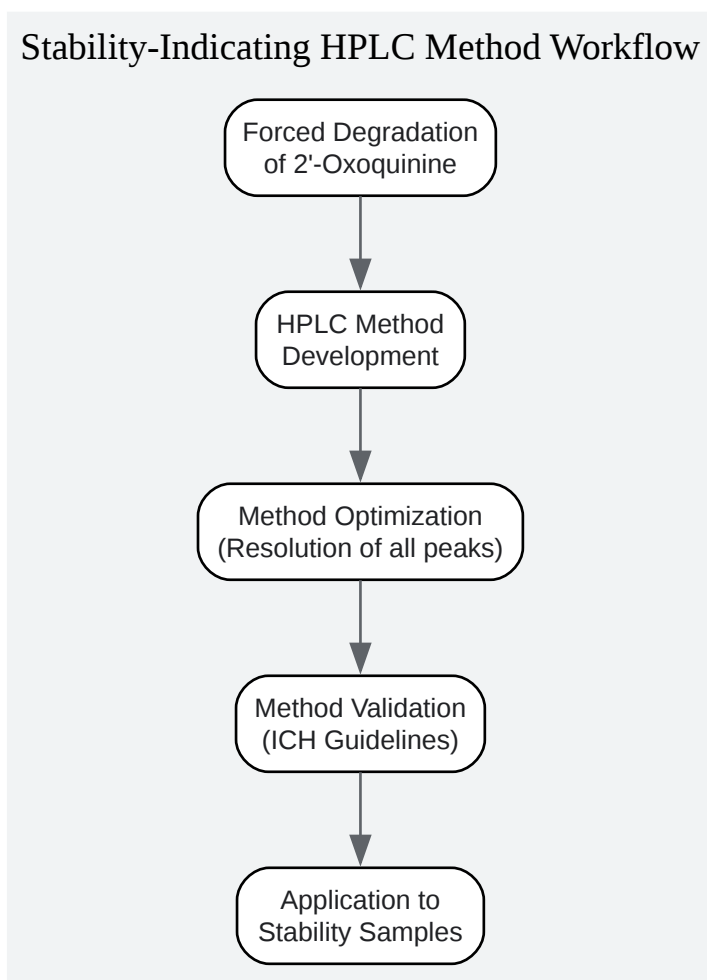 Stability-Indicating HPLC Method Workflow
Forced Degradation
of 2'-Oxoquinine
HPLC Method
Development
Method Optimization
(Resolution of all peaks)
Method Validation
(ICH Guidelines)
Application to
Stability Samples